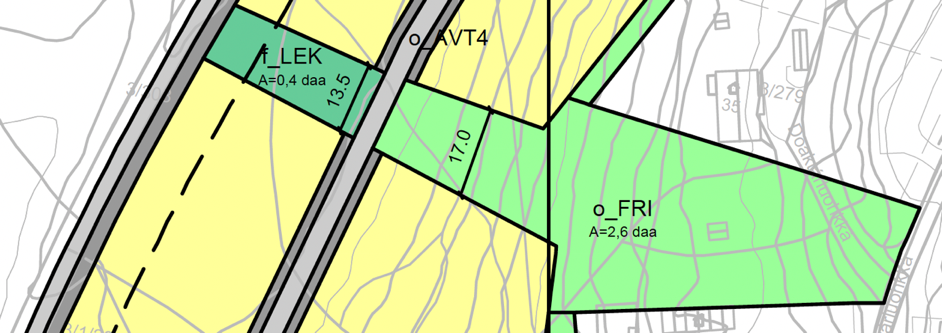 o_AVT4
f_LEK
A=0,4 daa
13.5
3/279
35
17.0
o_FRI
A=2,6 daa